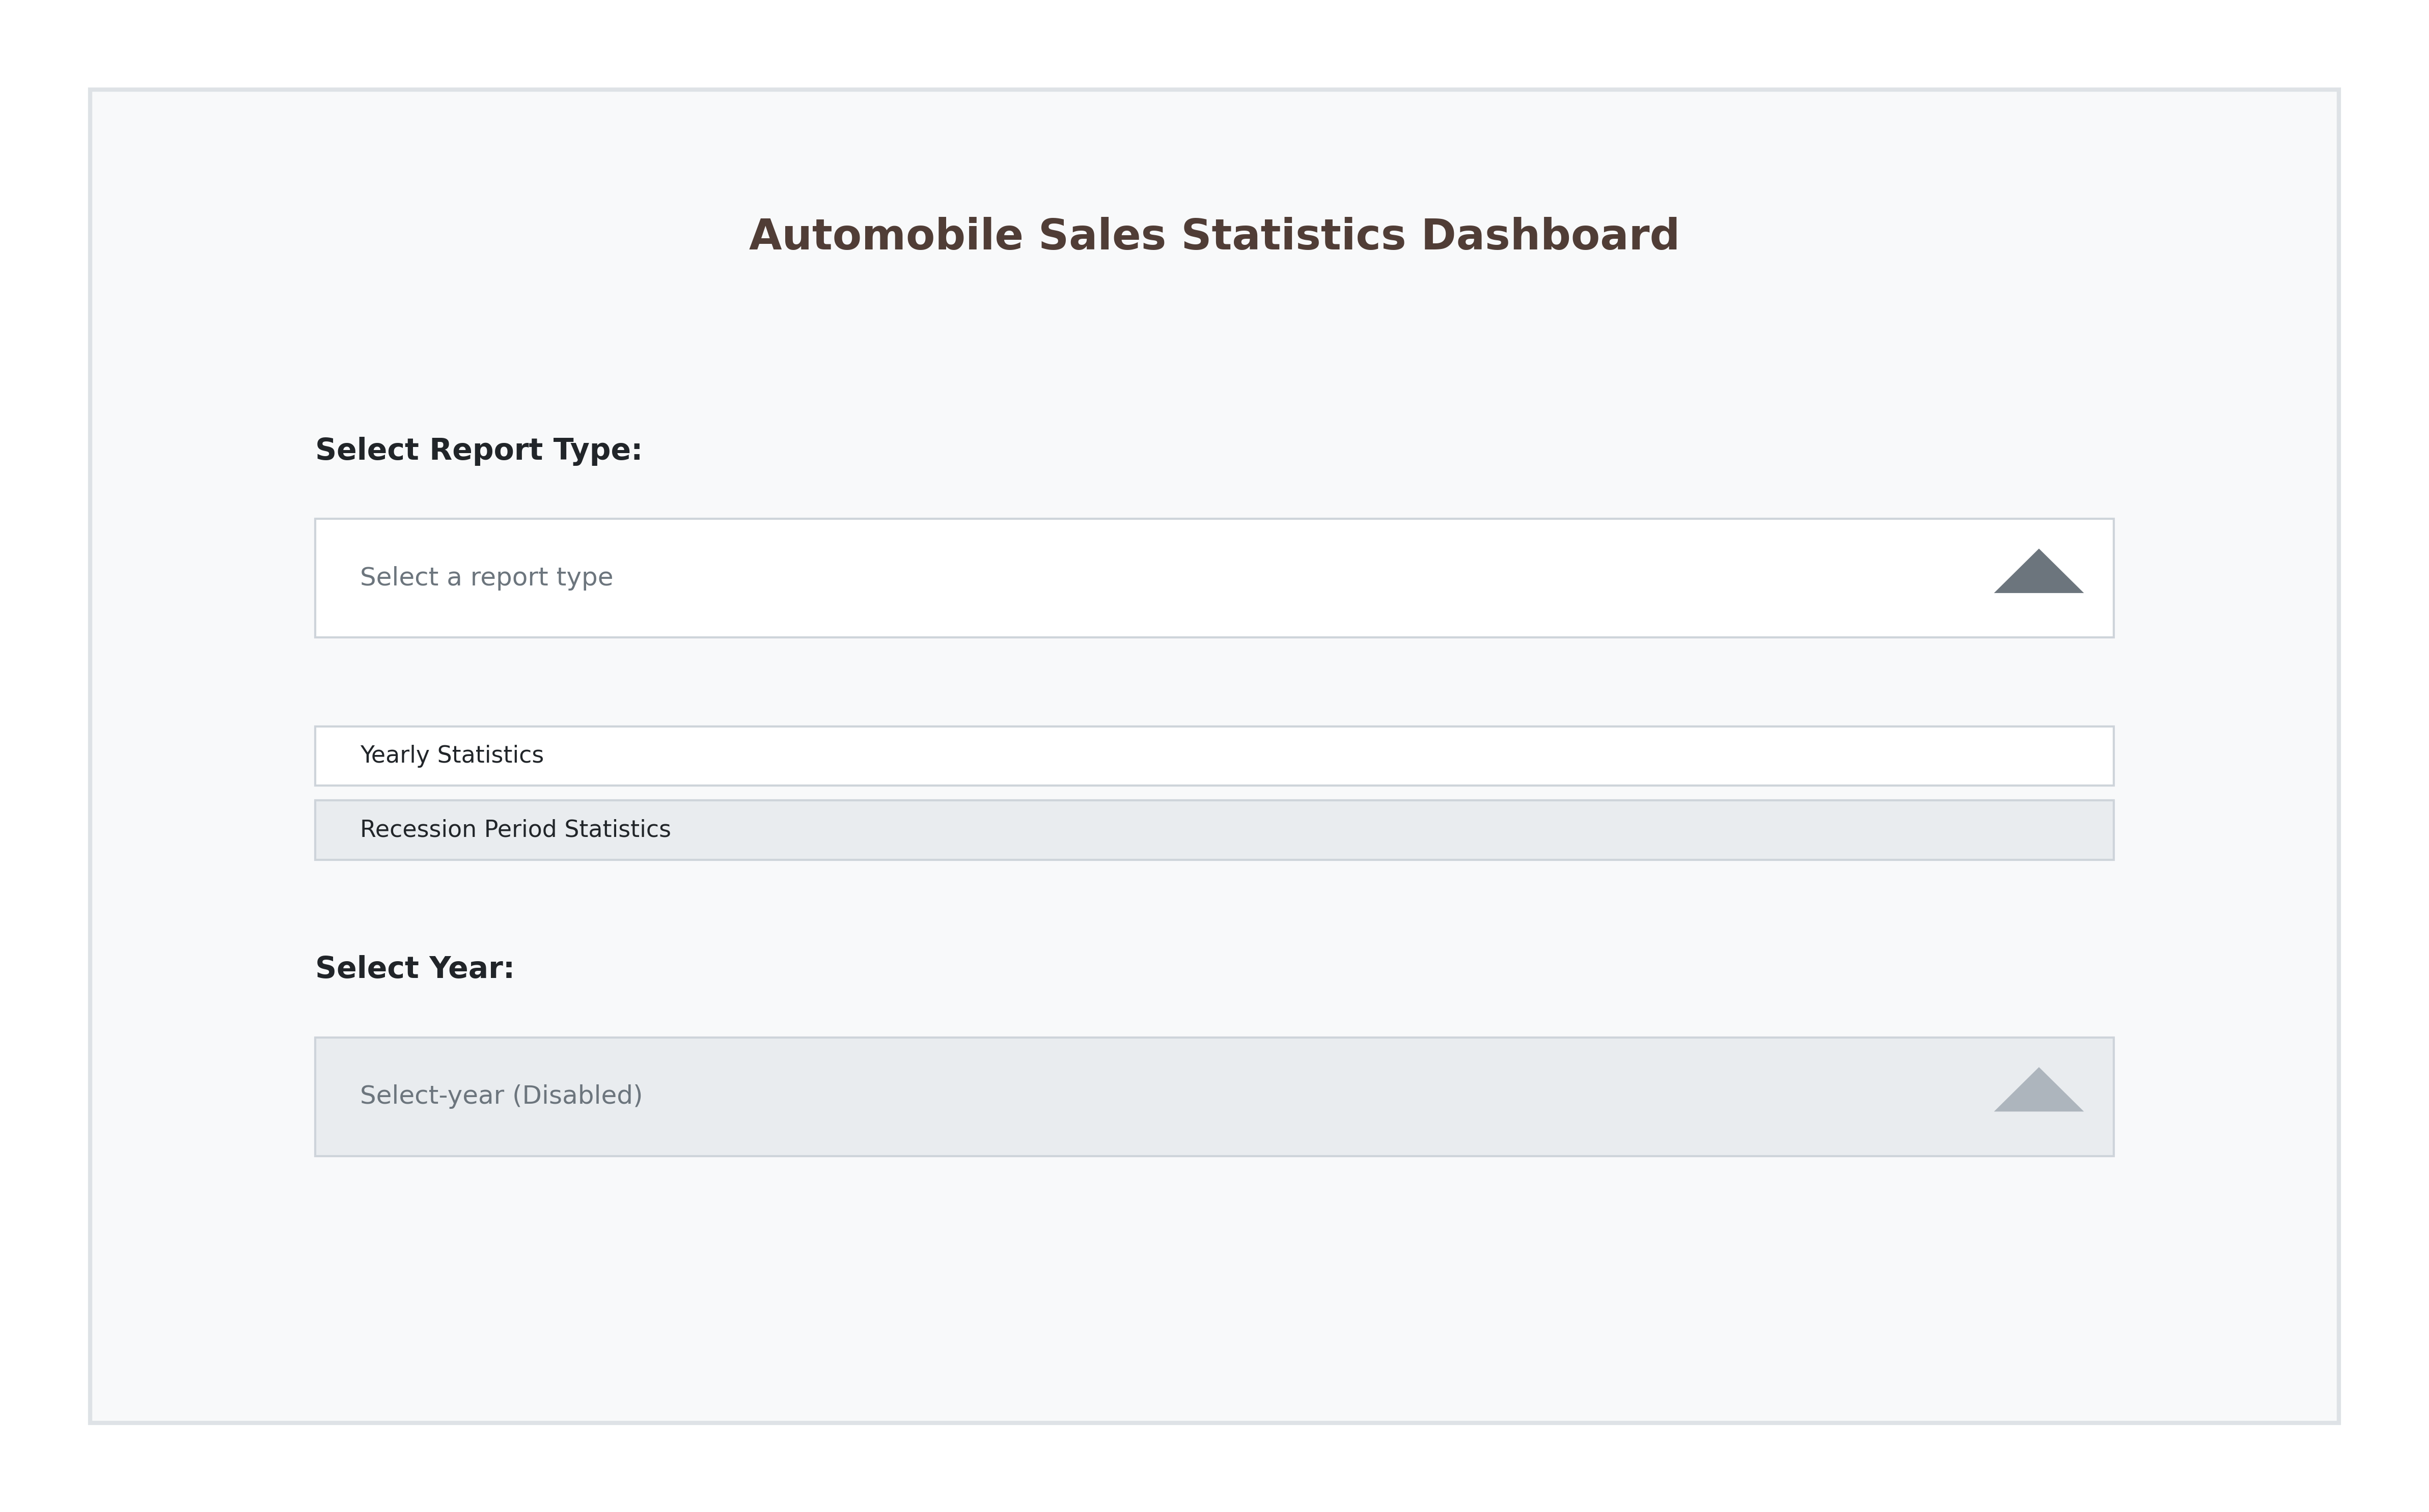 Automobile Sales Statistics Dashboard
Select Report Type:
Select a report type
Yearly Statistics
Recession Period Statistics
Select Year:
Select-year (Disabled)